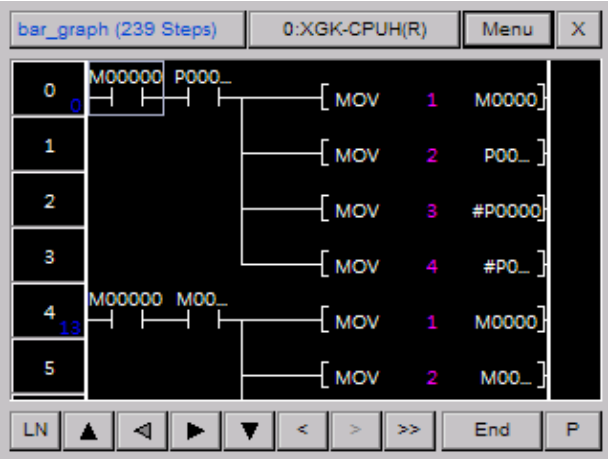 bar_graph (239 Steps) 0:XGK-CPUH(R) Menu X
M00000 P000...
0 0 MOV 1 M0000
1 MOV 2 P00...
2 MOV 3 #P0000
3 MOV 4 #P0...
M00000 M00...
4 13 MOV 1 M0000
5 MOV 2 M00...
LN < > >> End P